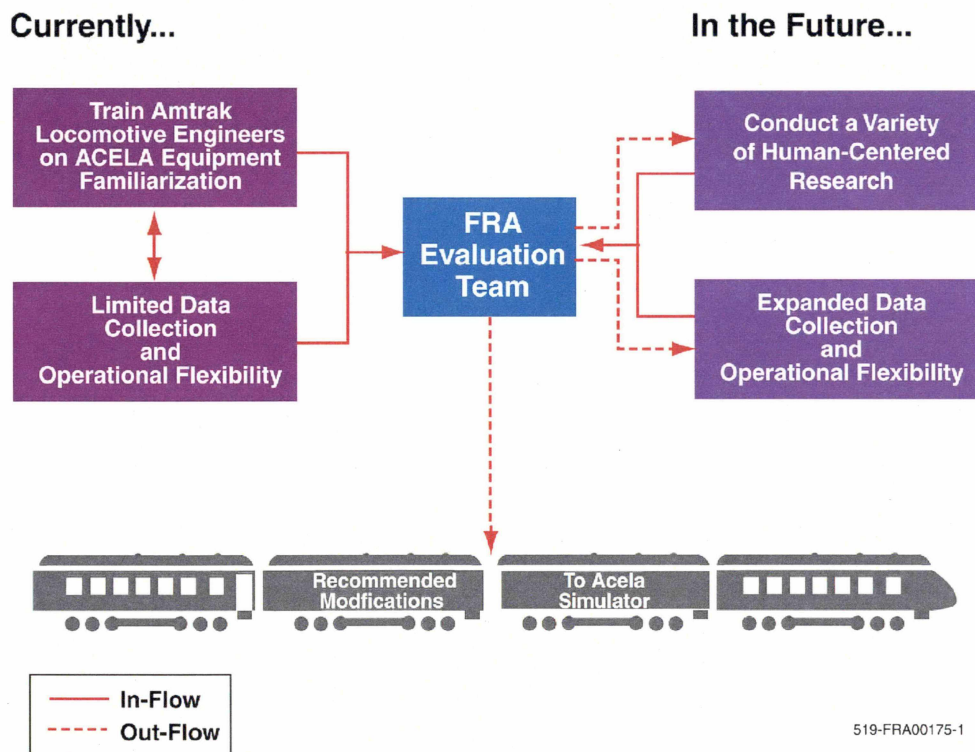 Currently...
In the Future...
Train Amtrak
Locomotive Engineers
on ACELA Equipment
Familiarization
Conduct a Variety
of Human-Centered
Research
FRA
Evaluation
Team
Limited Data
Collection
and
Operational Flexibility
Expanded Data
Collection
and
Operational Flexibility
Recommended
Modfications
To Acela
Simulator
In-Flow
Out-Flow
519-FRA00175-1